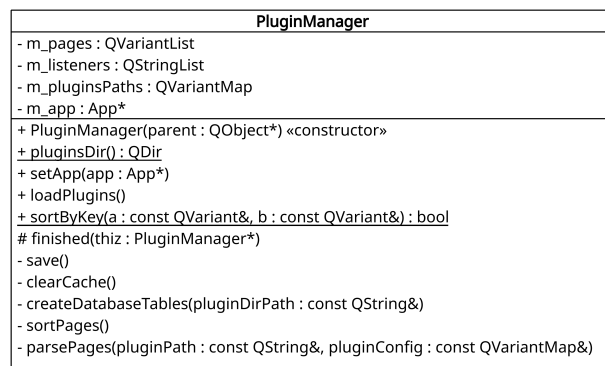 PluginManager
- m_pages : QVariantList
- m_listeners : QStringList
- m_pluginsPaths : QVariantMap
- m_app : App*
+ PluginManager(parent : QObject*) «constructor»
+ pluginsDir() : QDir
+ setApp(app : App*)
+ loadPlugins()
+ sortByKey(a : const QVariant&, b : const QVariant&) : bool
# finished(thiz : PluginManager*)
- save()
- clearCache()
- createDatabaseTables(pluginDirPath : const QString&)
- sortPages()
- parsePages(pluginPath : const QString&, pluginConfig : const QVariantMap&)